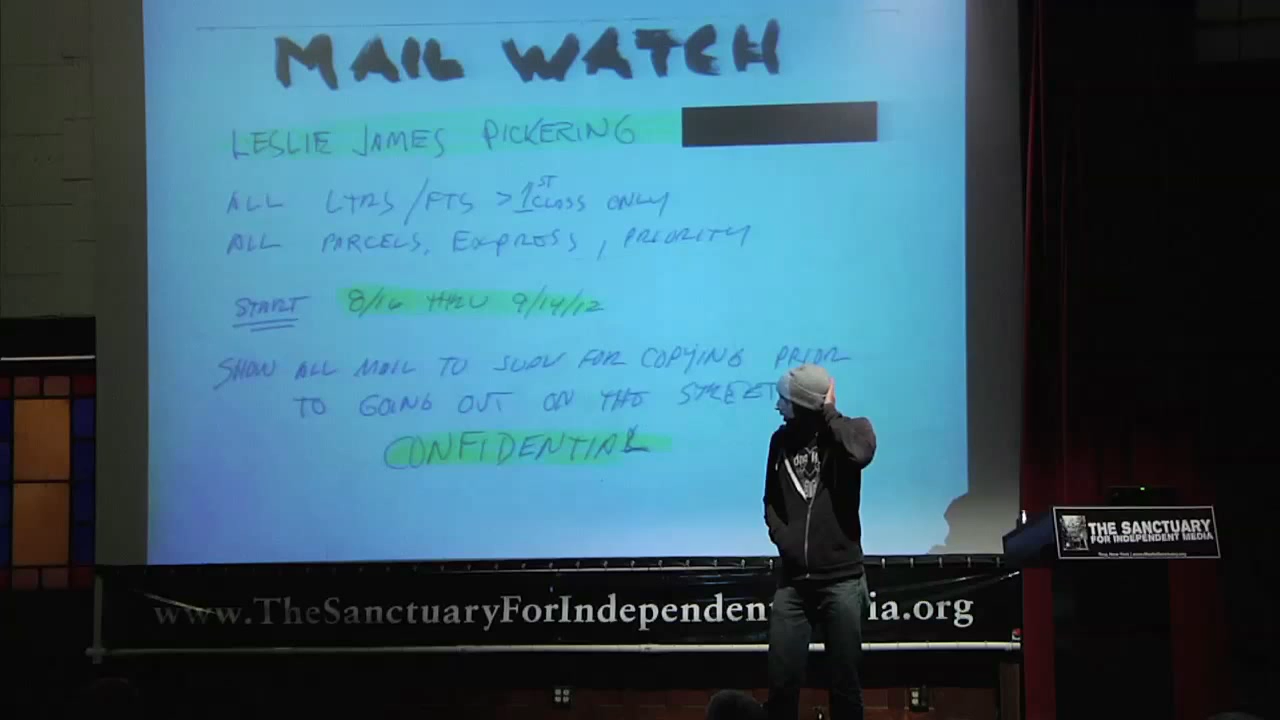 MAIL WATCH
LESLIE JAMES PICKERING
ALL LTRS/FTS > 1ST CLASS ONLY
ALL PARCELS, EXPRESS, PRIORITY
START 8/16 THRU 9/14/12
SHOW ALL MAIL TO SUPV FOR COPYING PRIOR
TO GOING OUT ON THE STREET
CONFIDENTIAL
THE SANCTUARY
FOR INDEPENDENT MEDIA
www.TheSanctuaryForIndependen ia.org